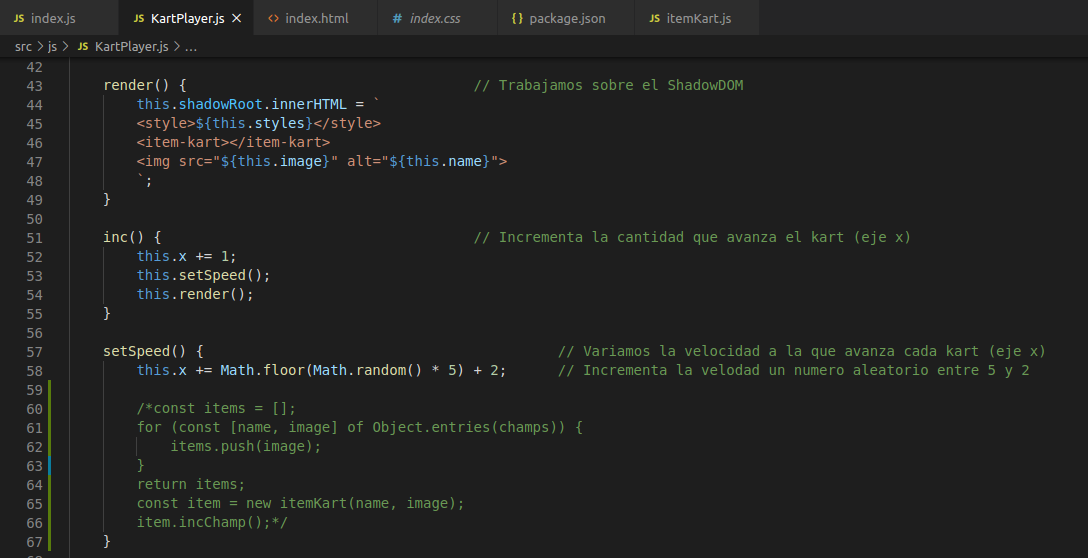 JS index.js JS KartPlayer.js × <> index.html # index.css {} package.json JS itemKart.js
src > js > JS KartPlayer.js > ...
42
43 render() { // Trabajamos sobre el ShadowDOM
44 this.shadowRoot.innerHTML = `
45 <style>${this.styles}</style>
46 <item-kart></item-kart>
47 <img src="${this.image}" alt="${this.name}">
48 `;
49 }
50
51 inc() { // Incrementa la cantidad que avanza el kart (eje x)
52 this.x += 1;
53 this.setSpeed();
54 this.render();
55 }
56
57 setSpeed() { // Variamos la velocidad a la que avanza cada kart (eje x)
58 this.x += Math.floor(Math.random() * 5) + 2; // Incrementa la velodad un numero aleatorio entre 5 y 2
59
60 /*const items = [];
61 for (const [name, image] of Object.entries(champs)) {
62 items.push(image);
63 }
64 return items;
65 const item = new itemKart(name, image);
66 item.incChamp();*/
67 }